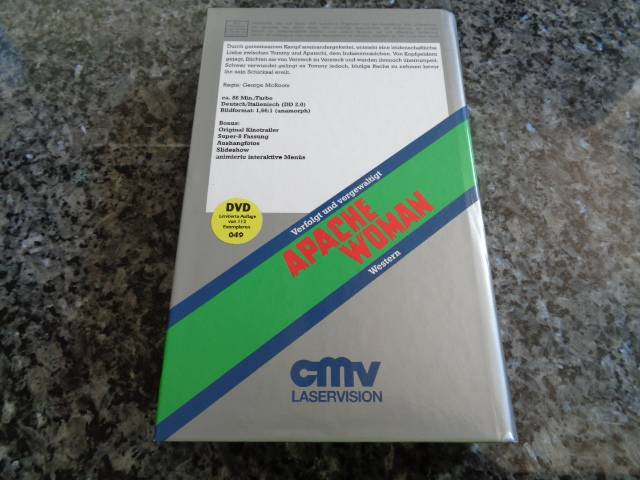 Durch gemeinsamen Kampf aneinandergekettet, entsteht eine leidenschaftliche
Liebe zwischen Tommy und Apatschi, dem Indianermädchen. Von Kopfgeldjägern
gejagt, flüchten sie von Versteck zu Versteck und werden dennoch überrumpelt.
Schwer verwundet gelingt es Tommy jedoch, blutige Rache zu nehmen bevor
ihn sein Schicksal ereilt.
Regie: George McRoots
ca. 86 Min./Farbe
Deutsch/Italienisch (DD 2.0)
Bildformat: 1,66:1 (anamorph)
Bonus:
Original Kinotrailer
Super-8 Fassung
Aushangfotos
Slideshow
animierte interaktive Menüs
DVD
Limitierte Auflage
von 112
Exemplaren
049
Verfolgt und vergewaltigt
APACHE
WOMAN
Western
cmv
LASERVISION